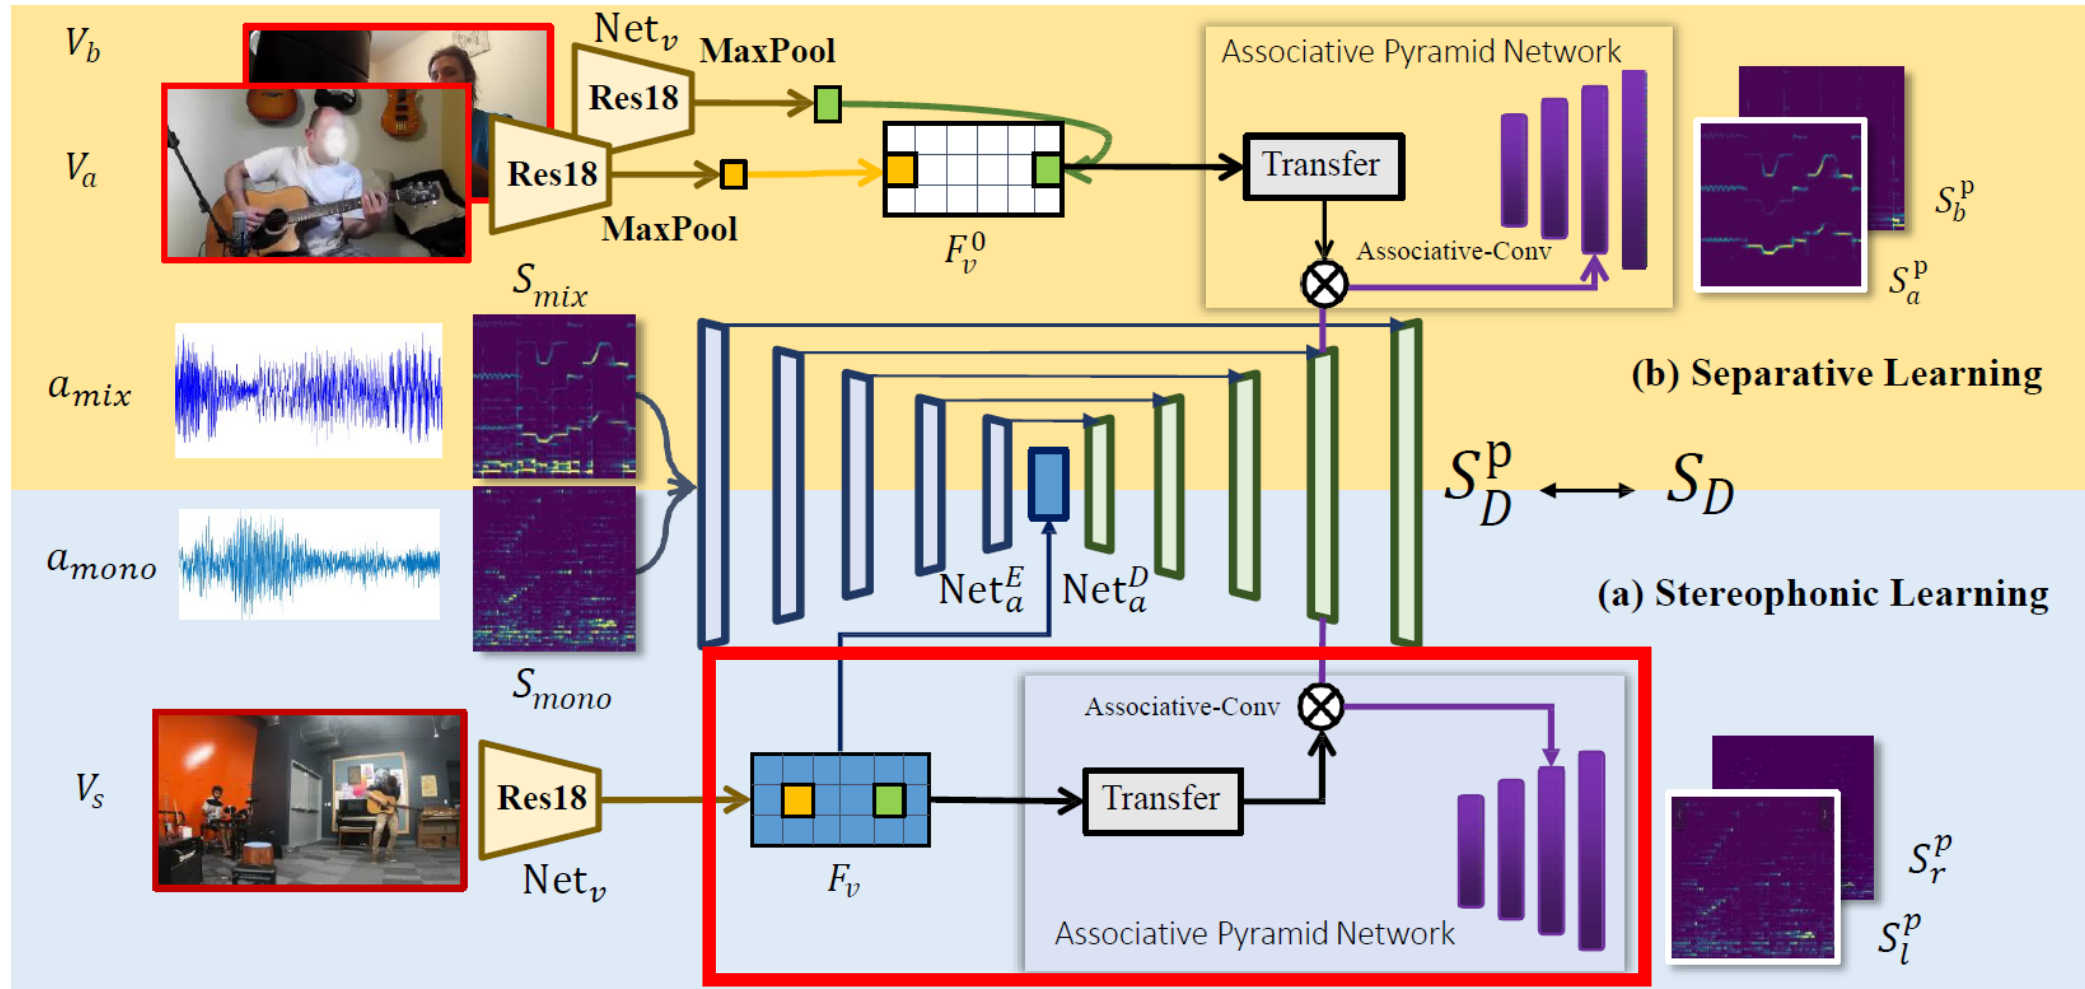 V_b
Net_v
MaxPool
Associative Pyramid Network
Res18
V_a
Res18
Transfer
MaxPool
F_v^0
Associative-Conv
S_b^p
S_a^p
S_mix
a_mix
(b) Separative Learning
S_D^p ↔ S_D
a_mono
Net_a^E
Net_a^D
(a) Stereophonic Learning
S_mono
Associative-Conv
V_s
Res18
Transfer
Net_v
F_v
Associative Pyramid Network
S_r^p
S_l^p